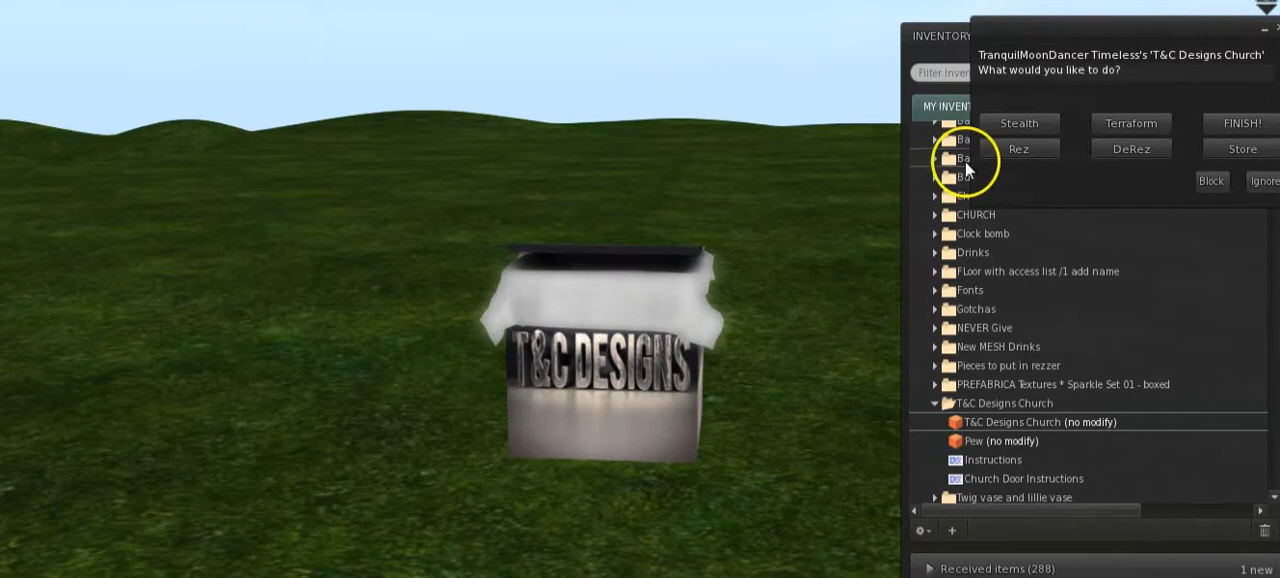 INVENTORY
TranquilMoonDancer Timeless's 'T&C Designs Church'
What would you like to do?
Filter Inven
MY INVENT
Stealth
Terraform
FINISH!
Rez
DeRez
Store
Block
Ignore
Ba
Ba
Ba
Bu
CHURCH
Clock bomb
Drinks
FLoor with access list /1 add name
Fonts
Gotchas
NEVER Give
New MESH Drinks
Pieces to put in rezzer
PREFABRICA Textures * Sparkle Set 01 - boxed
T&C Designs Church
T&C Designs Church (no modify)
Pew (no modify)
Instructions
Church Door Instructions
Twig vase and lillie vase
Received items (288)
1 new
T&C DESIGNS